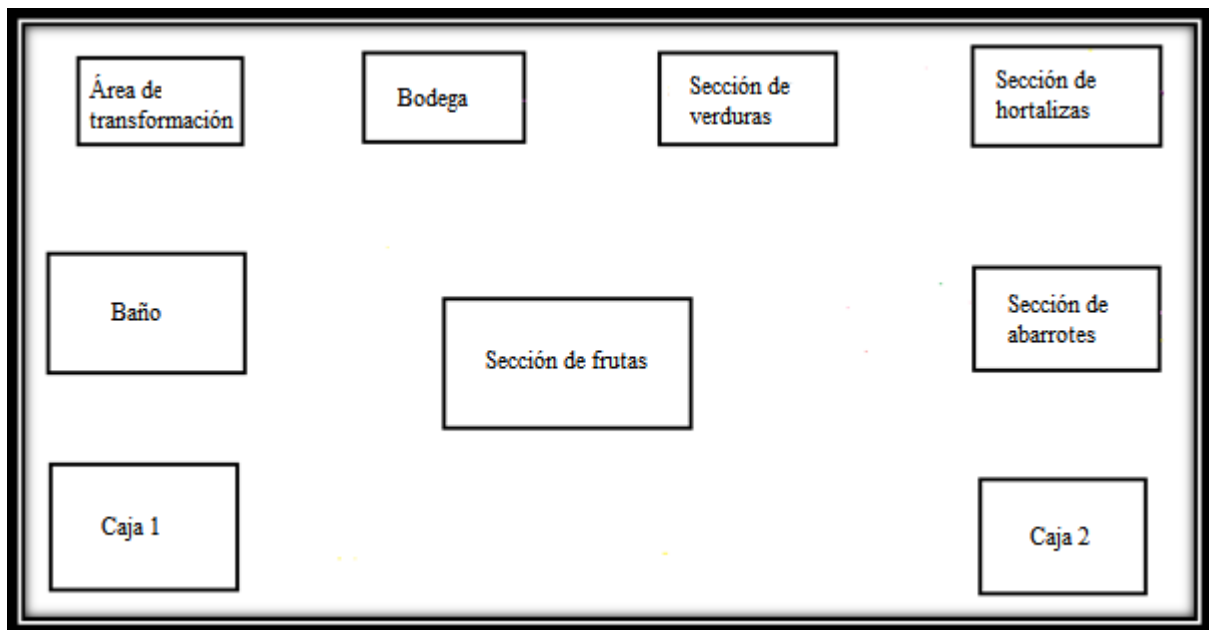 Área de
transformación
Bodega
Sección de
verduras
Sección de
hortalizas
Baño
Sección de frutas
Sección de
abarrotes
Caja 1
Caja 2